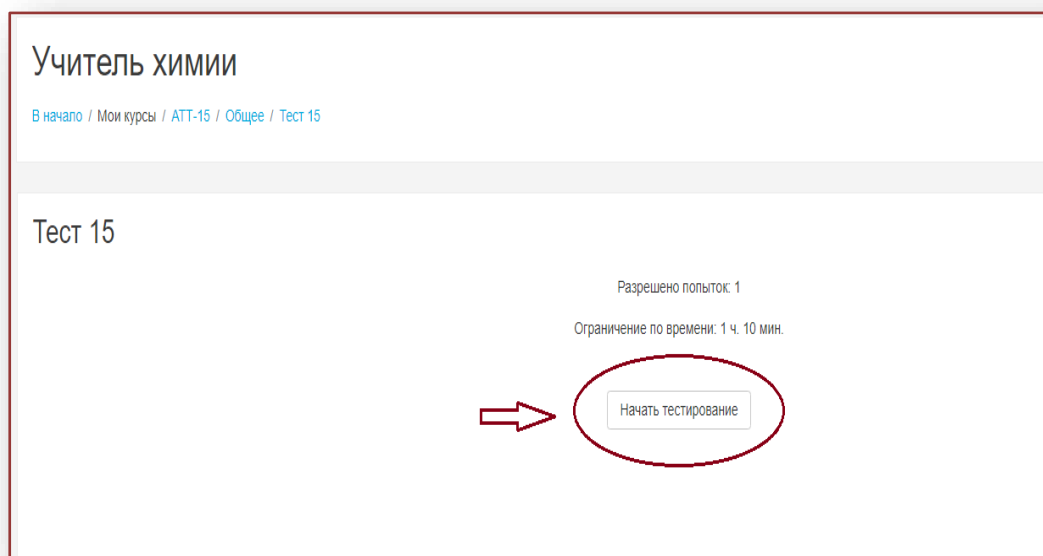 Учитель химии
В начало / Мои курсы / АТТ-15 / Общее / Тест 15
Тест 15
Разрешено попыток: 1
Ограничение по времени: 1 ч. 10 мин.
Начать тестирование